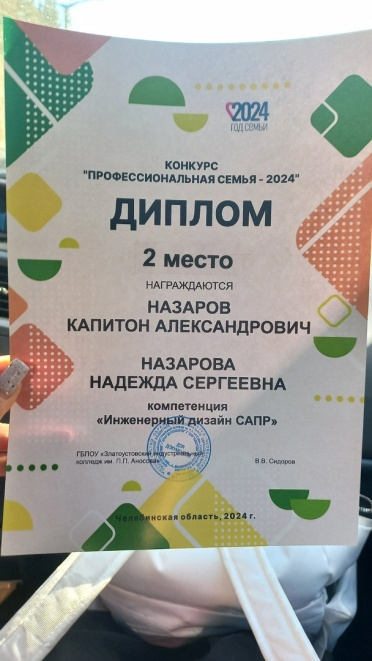 2024
ГОД СЕМЬИ
КОНКУРС
"ПРОФЕССИОНАЛЬНАЯ СЕМЬЯ - 2024"
ДИПЛОМ
2 место
НАГРАЖДАЮТСЯ
НАЗАРОВ
КАПИТОН АЛЕКСАНДРОВИЧ
НАЗАРОВА
НАДЕЖДА СЕРГЕЕВНА
компетенция
«Инженерный дизайн САПР»
ГБПОУ «Златоустовский индустриальный
колледж им. П.П. Аносова»
В.В. Сидоров
Челябинская область, 2024 г.